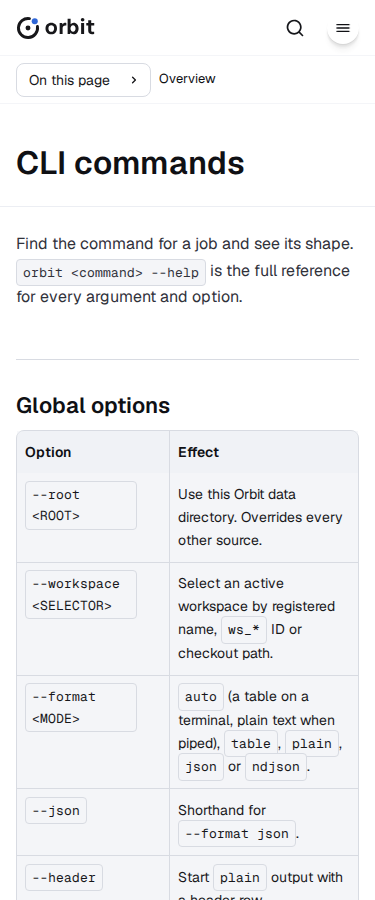 orbit
On this page
Overview
CLI commands
Find the command for a job and see its shape.
orbit <command> --help is the full reference
for every argument and option.
Global options
Option Effect
--root
<ROOT>
Use this Orbit data
directory. Overrides every
other source.
--workspace
<SELECTOR>
Select an active
workspace by registered
name, ws_* ID or
checkout path.
--format
<MODE>
auto (a table on a
terminal, plain text when
piped), table, plain,
json or ndjson.
--json
Shorthand for
--format json.
--header
Start plain output with
a header row.